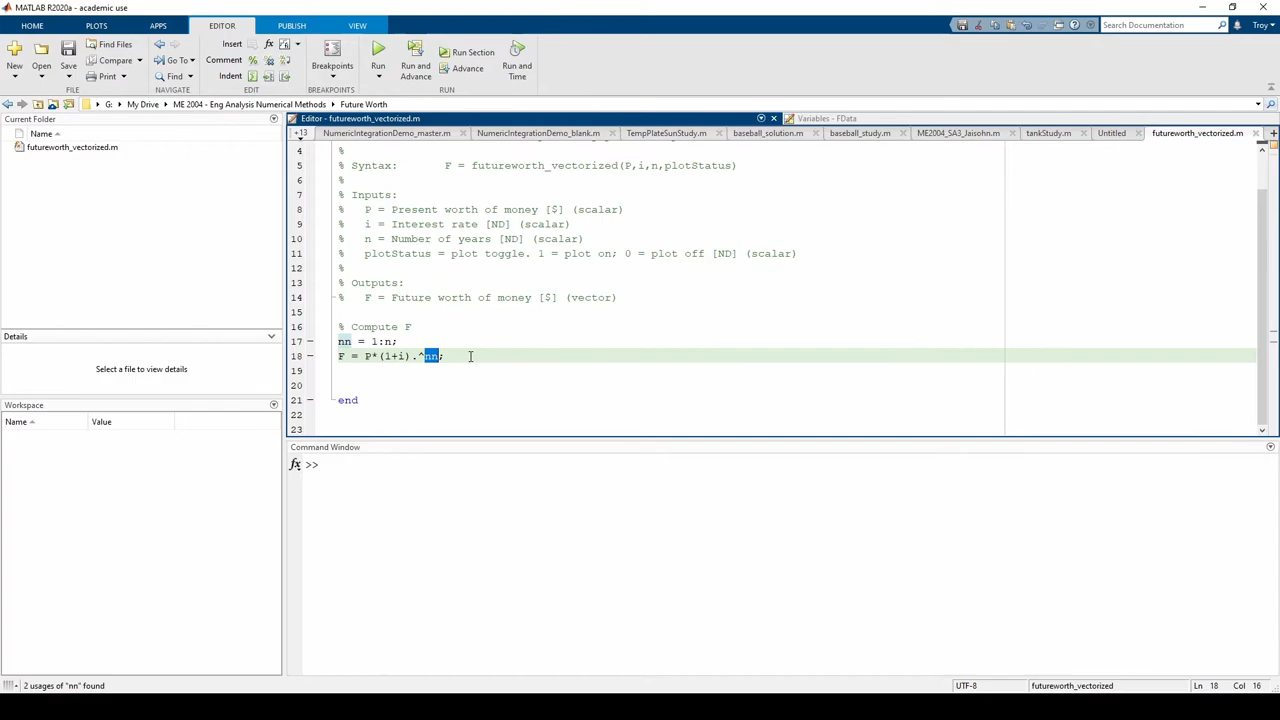 MATLAB R2020a - academic use
HOME PLOTS APPS EDITOR PUBLISH VIEW Search Documentation Troy
Find Files Insert fx Run Section
Compare Go To Comment % Advance
New Open Save Print Find Indent Breakpoints Run Run and Advance Run and Time
FILE NAVIGATE EDIT BREAKPOINTS RUN
G: My Drive ME 2004 - Eng Analysis Numerical Methods Future Worth
Current Folder
Name
futureworth_vectorized.m
Details
Select a file to view details
Workspace
Name Value
Editor - futureworth_vectorized.m Variables - FData
+13 NumericIntegrationDemo_master.m NumericIntegrationDemo_blank.m TempPlateSunStudy.m baseball_solution.m baseball_study.m ME2004_SA3_Jaisohn.m tankStudy.m Untitled futureworth_vectorized.m
4 %
5 % Syntax: F = futureworth_vectorized(P,i,n,plotStatus)
6 %
7 % Inputs:
8 % P = Present worth of money [$] (scalar)
9 % i = Interest rate [ND] (scalar)
10 % n = Number of years [ND] (scalar)
11 % plotStatus = plot toggle. 1 = plot on; 0 = plot off [ND] (scalar)
12 %
13 % Outputs:
14 % F = Future worth of money [$] (vector)
15
16 % Compute F
17 nn = 1:n;
18 F = P*(1+i).^nn;
19
20
21 end
22
23
Command Window
fx >>
2 usages of "nn" found UTF-8 futureworth_vectorized Ln 18 Col 16